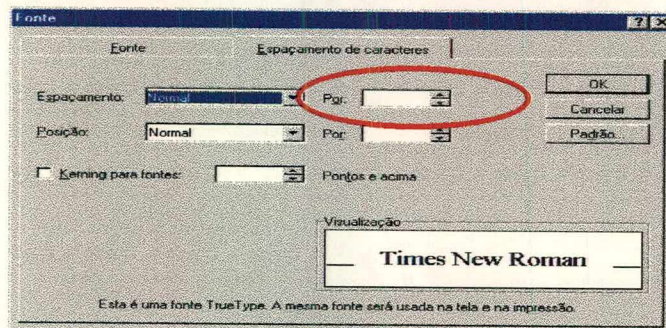 Fonte
Fonte
Espaçamento de caracteres
Espaçamento: Normal Por:
OK
Cancelar
Posição: Normal Por:
Padrão...
Kerning para fontes: Pontos e acima
Visualização
Times New Roman
Esta é uma fonte TrueType. A mesma fonte será usada na tela e na impressão.